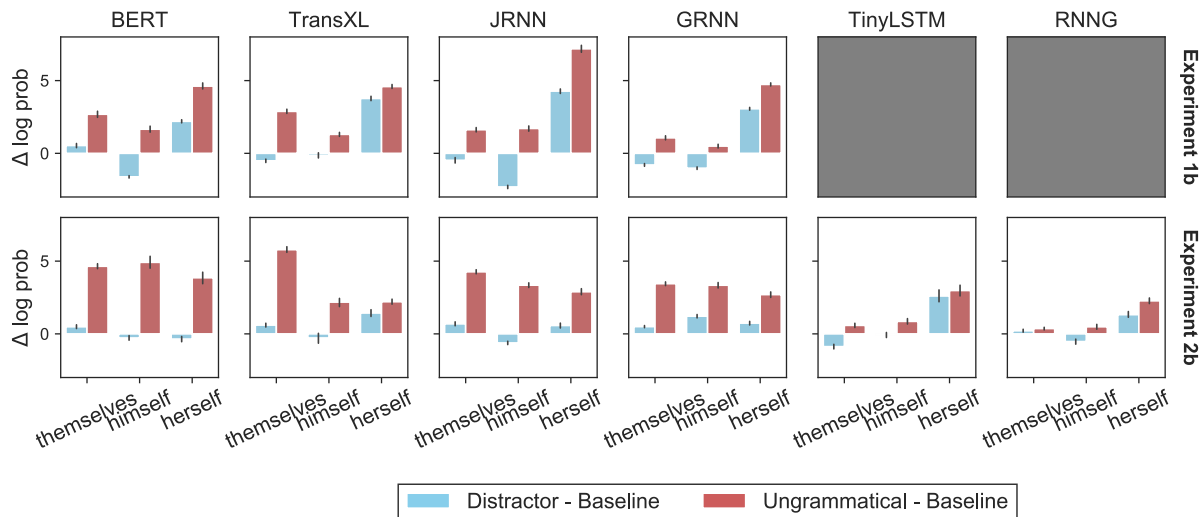 BERT TransXL JRNN GRNN TinyLSTM RNNG
Δ log prob
5
0
Experiment 1b
Δ log prob
5
0
Experiment 2b
themselves himself herself themselves himself herself themselves himself herself themselves himself herself themselves himself herself themselves himself herself
Distractor - Baseline Ungrammatical - Baseline